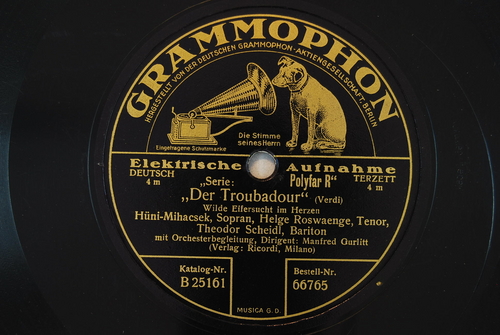 GRAMMOPHON
HERGESTELLT VON DER DEUTSCHEN GRAMMOPHON-AKTIENGESELLSCHAFT, BERLIN
Die Stimme
seines Herrn
Eingetragene Schutzmarke
Elektrische Aufnahme
DEUTSCH TERZETT
4 m 4 m
„Serie: Polyfar R“
„Der Troubadour“ (Verdi)
Wilde Eifersucht im Herzen
Hüni-Mihacsek, Sopran, Helge Roswaenge, Tenor,
Theodor Scheidl, Bariton
mit Orchesterbegleitung, Dirigent: Manfred Gurlitt
(Verlag: Ricordi, Milano)
Katalog-Nr. Bestell-Nr.
B 25161 66765
MUSICA G. D.